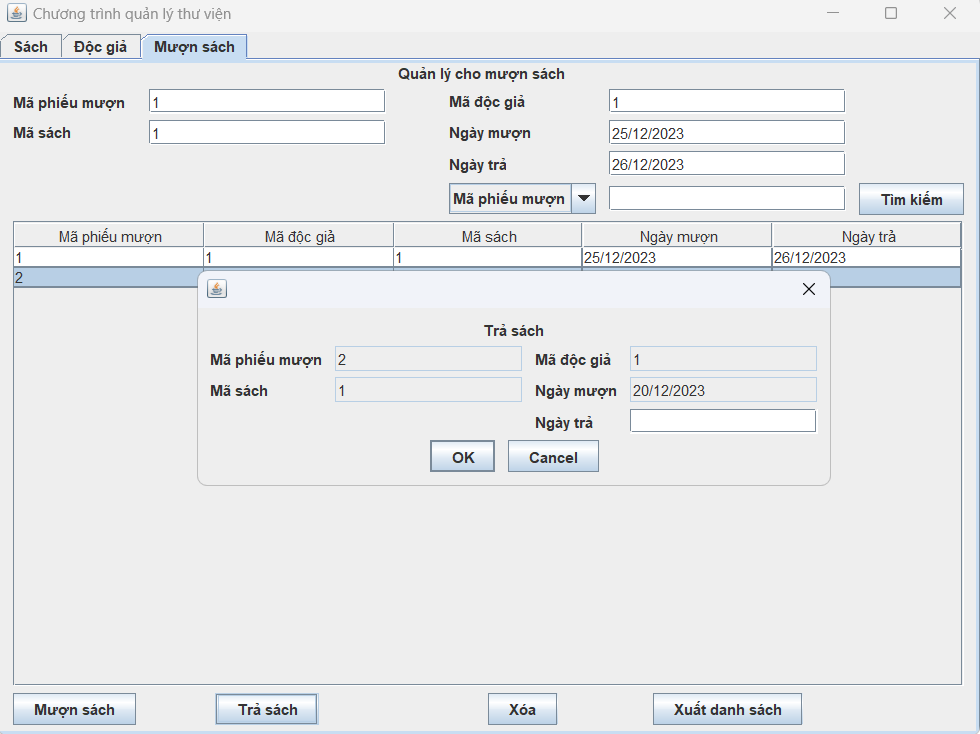 Chương trình quản lý thư viện
Sách Độc giả Mượn sách
Quản lý cho mượn sách
Mã phiếu mượn 1 Mã độc giả 1
Mã sách 1 Ngày mượn 25/12/2023
Ngày trả 26/12/2023
Mã phiếu mượn Tìm kiếm
Mã phiếu mượn Mã độc giả Mã sách Ngày mượn Ngày trả
1 1 1 25/12/2023 26/12/2023
2
Trả sách
Mã phiếu mượn 2 Mã độc giả 1
Mã sách 1 Ngày mượn 20/12/2023
Ngày trả
OK Cancel
Mượn sách Trả sách Xóa Xuất danh sách